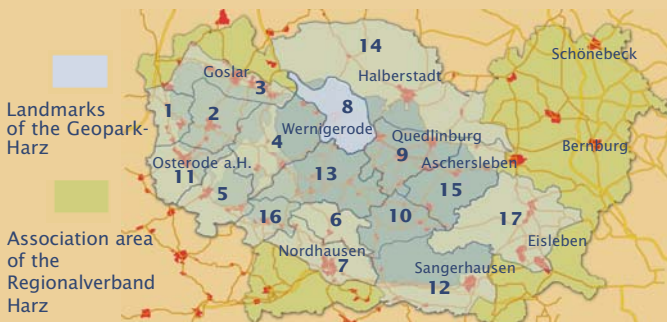 Landmarks
of the Geopark-
Harz
Association area
of the
Regionalverband
Harz
14
Schönebeck
Goslar
Halberstadt
3
8
1
2
Wernigerode
Quedlinburg
4
9
Bernburg
Osterode a.H.
Aschersleben
11
13
5
15
16
6
10
17
Eisleben
Nordhausen
7
Sangerhausen
12